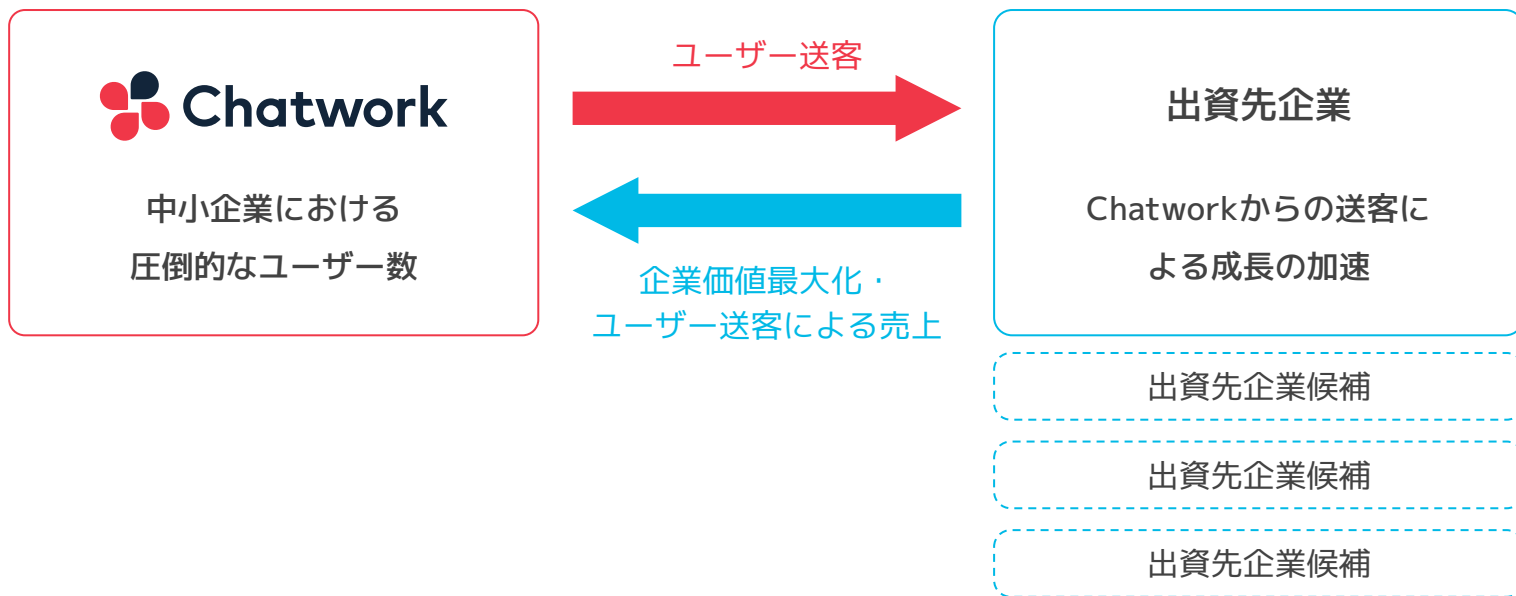 Chatwork
中小企業における
圧倒的なユーザー数
ユーザー送客
企業価値最大化・
ユーザー送客による売上
出資先企業
Chatworkからの送客に
よる成長の加速
出資先企業候補
出資先企業候補
出資先企業候補